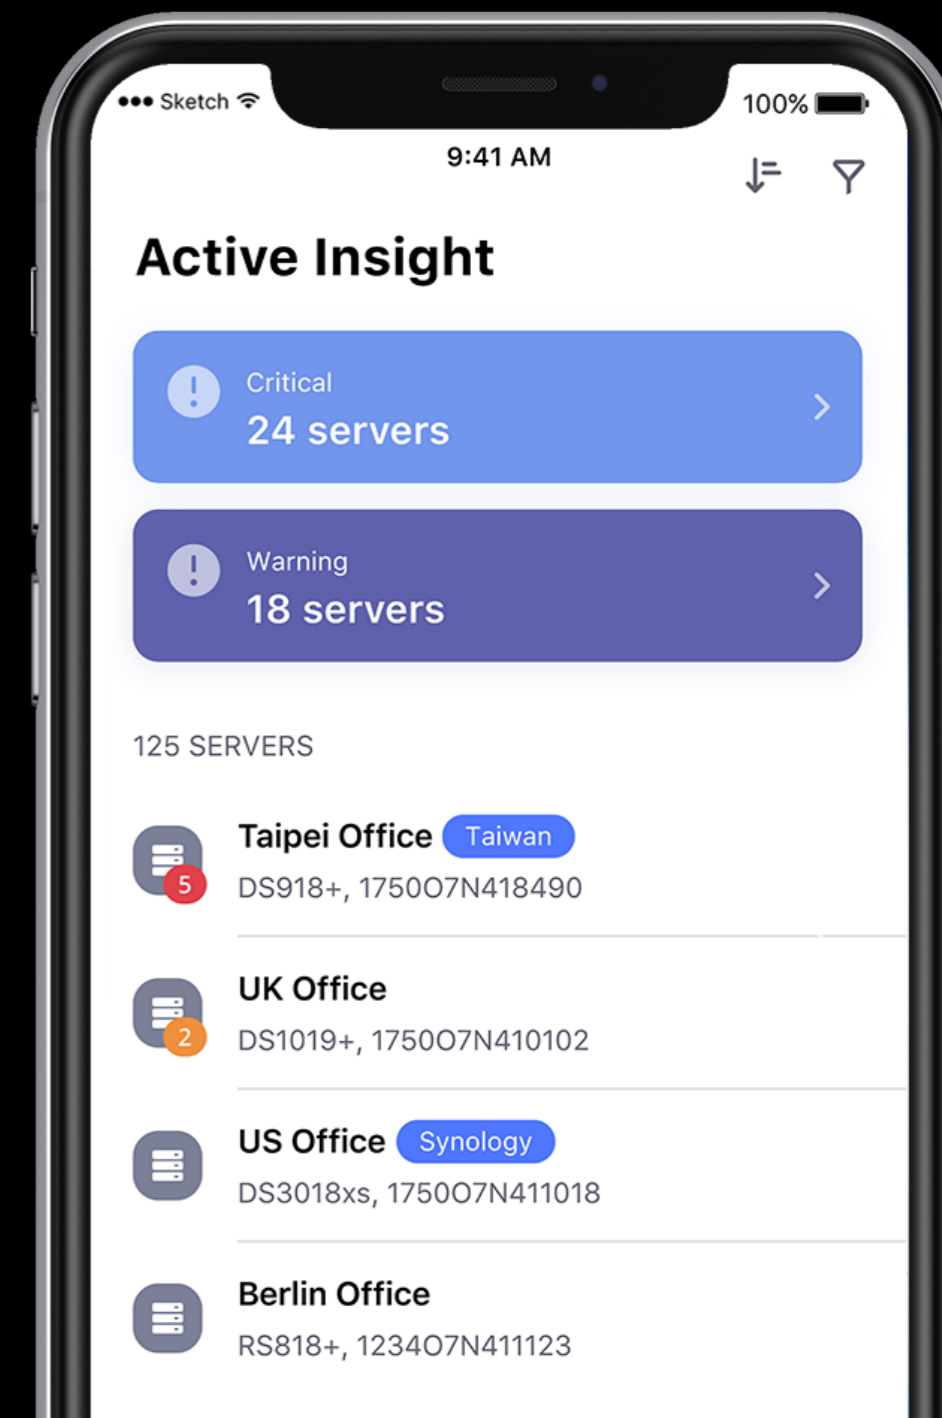 ••• Sketch
100%
9:41 AM
Active Insight
!
Critical
24 servers
!
Warning
18 servers
125 SERVERS
Taipei Office Taiwan
5
DS918+, 1750O7N418490
UK Office
2
DS1019+, 1750O7N410102
US Office Synology
DS3018xs, 1750O7N411018
Berlin Office
RS818+, 1234O7N411123